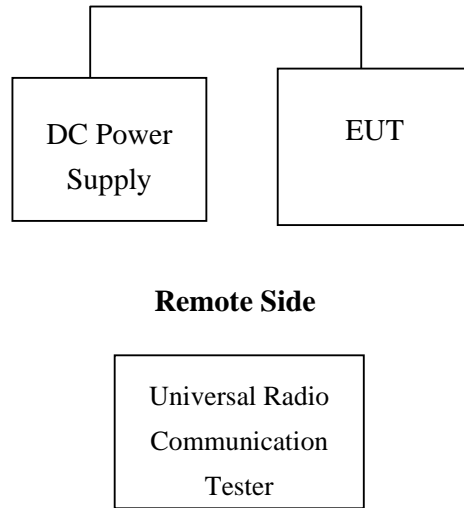 DC Power
Supply
EUT
Remote Side
Universal Radio
Communication
Tester